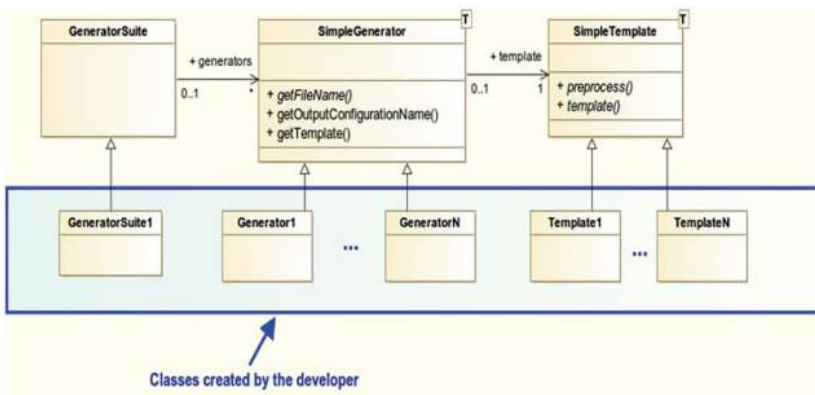 GeneratorSuite
+ generators
0..1
*
T
SimpleGenerator
+ getFileName()
+ getOutputConfigurationName()
+ getTemplate()
+ template
0..1
1
T
SimpleTemplate
+ preprocess()
+ template()
GeneratorSuite1
Generator1
...
GeneratorN
Template1
...
TemplateN
Classes created by the developer